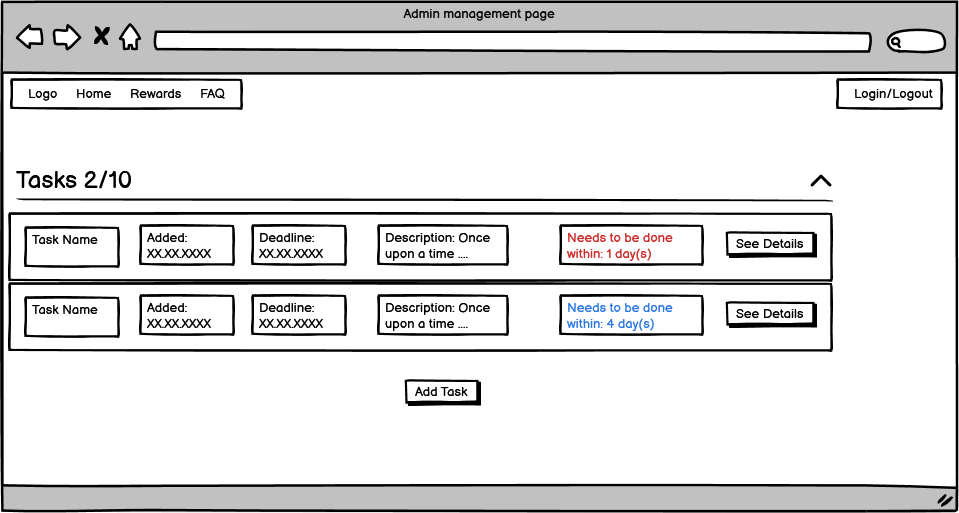 Admin management page
Logo Home Rewards FAQ
Login/Logout
Tasks 2/10
Task Name
Added:
XX.XX.XXXX
Deadline:
XX.XX.XXXX
Description: Once
upon a time ....
Needs to be done
within: 1 day(s)
See Details
Task Name
Added:
XX.XX.XXXX
Deadline:
XX.XX.XXXX
Description: Once
upon a time ....
Needs to be done
within: 4 day(s)
See Details
Add Task